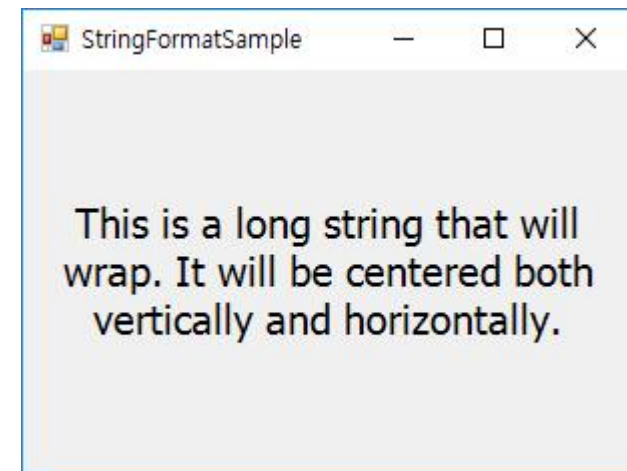 StringFormatSample
This is a long string that will
wrap. It will be centered both
vertically and horizontally.